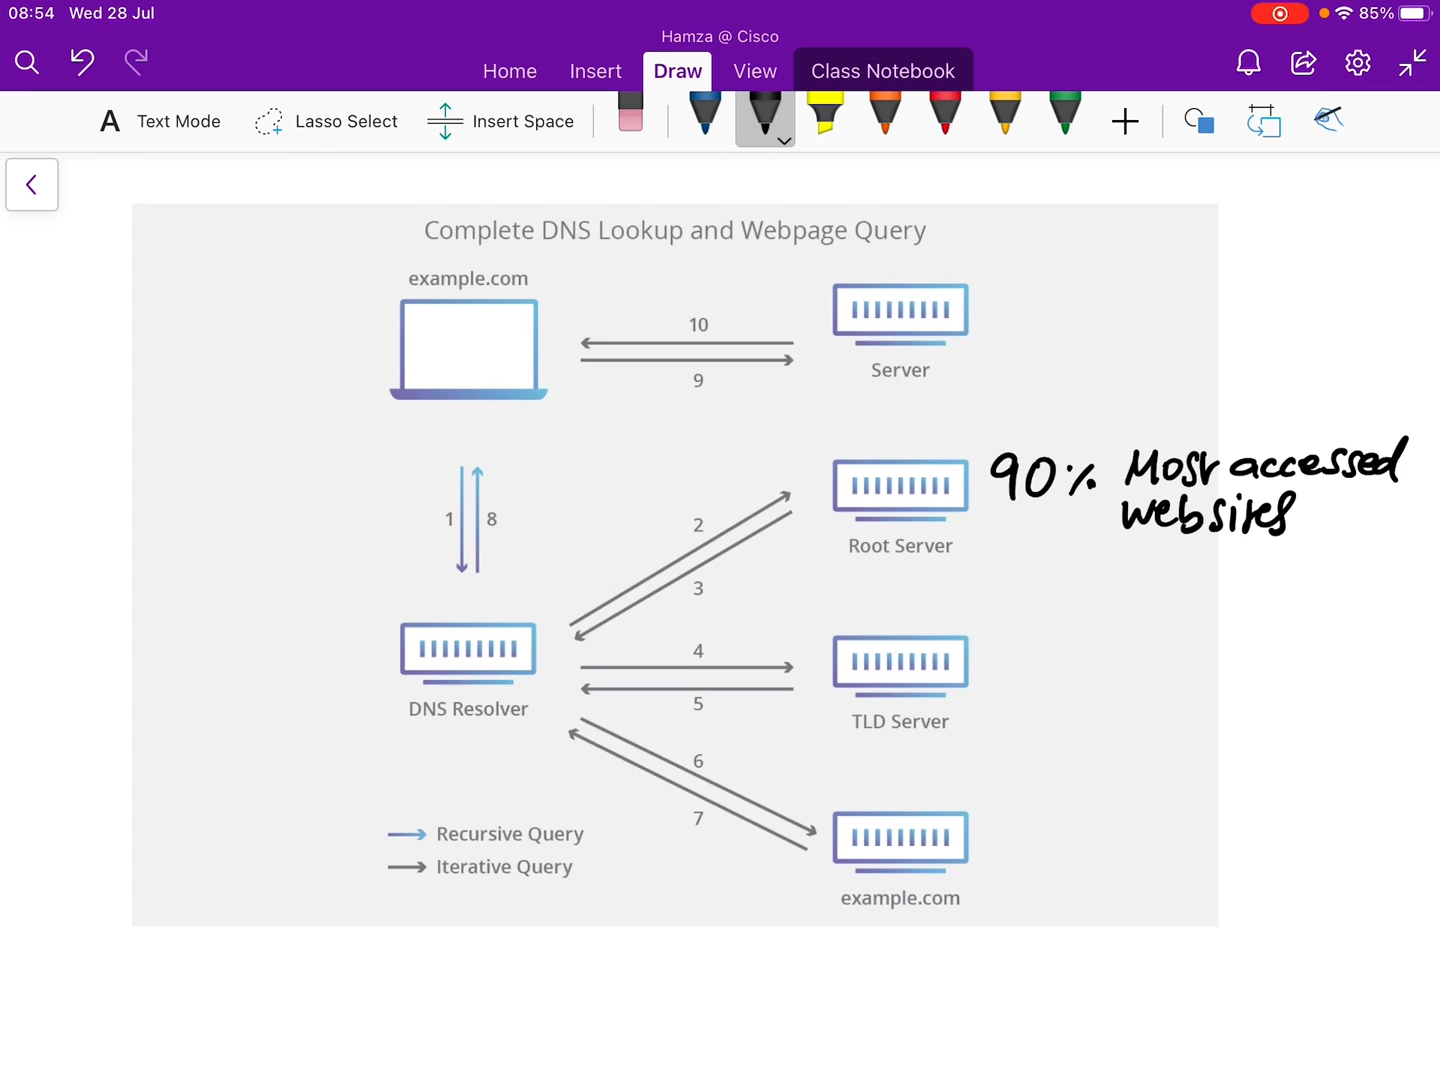 08:54 Wed 28 Jul
85%
Hamza @ Cisco
Home Insert Draw View Class Notebook
A Text Mode Lasso Select Insert Space
Complete DNS Lookup and Webpage Query
example.com
10
9
Server
90% Most accessed
websites
Root Server
1 8
2
3
DNS Resolver
4
5
TLD Server
6
7
Recursive Query
Iterative Query
example.com